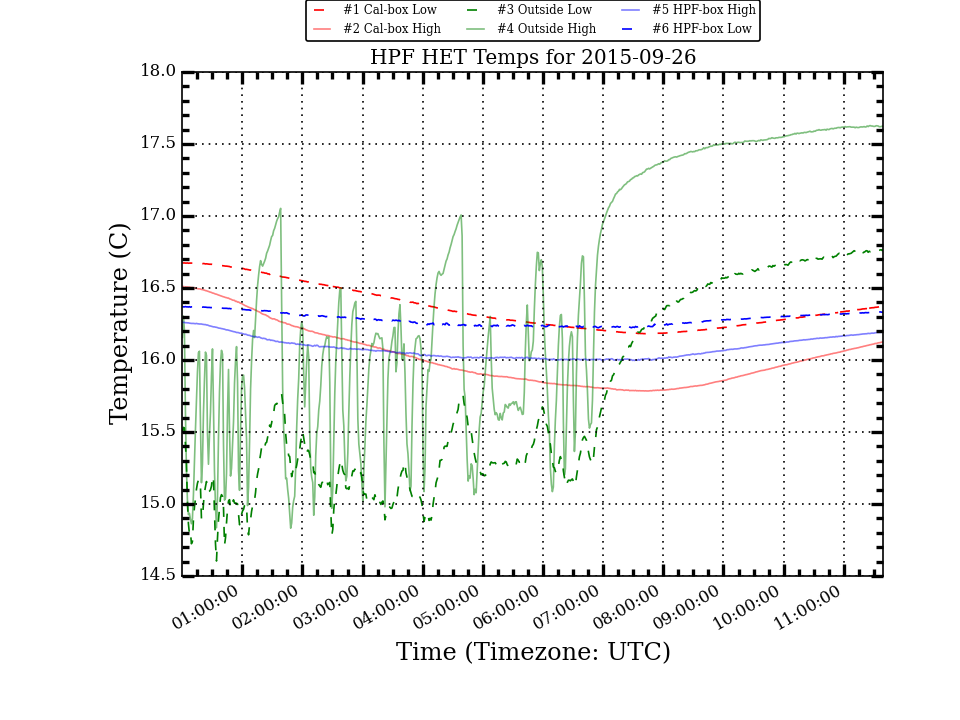 #1 Cal-box Low #3 Outside Low #5 HPF-box High
#2 Cal-box High #4 Outside High #6 HPF-box Low
HPF HET Temps for 2015-09-26
18.0
17.5
17.0
16.5
16.0
15.5
15.0
14.5
Temperature (C)
01:00:00 02:00:00 03:00:00 04:00:00 05:00:00 06:00:00 07:00:00 08:00:00 09:00:00 10:00:00 11:00:00
Time (Timezone: UTC)